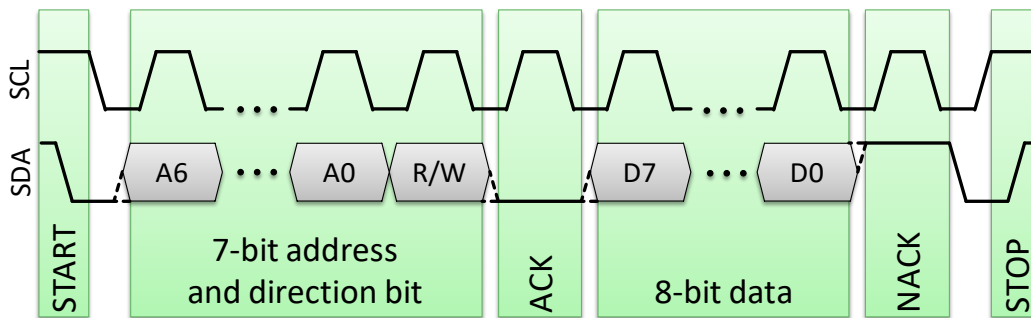 SCL
SDA
A6
• • •
A0
R/W
D7
• • •
D0
START
7-bit address
and direction bit
ACK
8-bit data
NACK
STOP